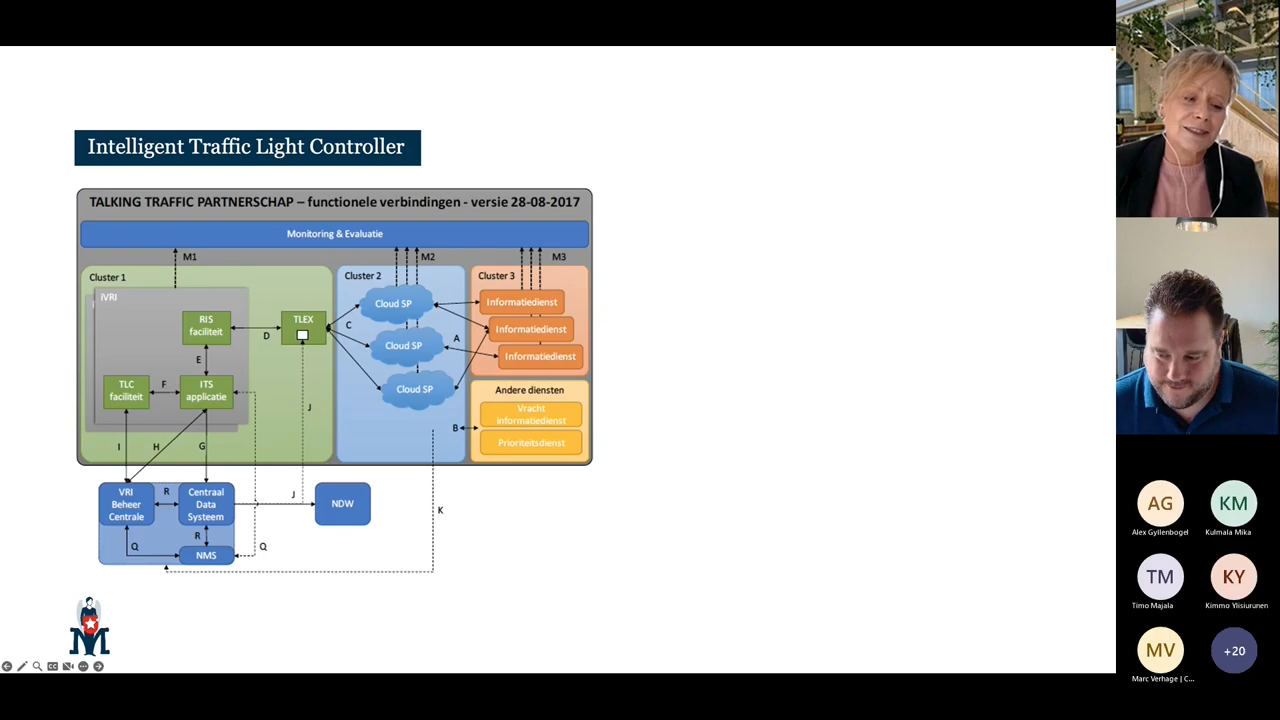 Intelligent Traffic Light Controller
TALKING TRAFFIC PARTNERSCHAP – functionele verbindingen - versie 28-08-2017
Monitoring & Evaluatie
M1
M2
M3
Cluster 1
Cluster 2
Cluster 3
iVRI
RIS
faciliteit
TLEX
D
C
E
TLC
faciliteit
F
ITS
applicatie
Cloud SP
Cloud SP
Cloud SP
A
Informatiedienst
Informatiedienst
Informatiedienst
Andere diensten
Vracht
informatiedienst
B
Prioriteitsdienst
J
I
H
G
VRI
Beheer
Centrale
R
Centraal
Data
Systeem
J
NDW
K
R
Q
NMS
Q
M
CC
AG
Alex Gyllenbogel
KM
Kulmala Mika
TM
Timo Majala
KY
Kimmo Ylisiurunen
MV
Marc Verhage | C...
+20